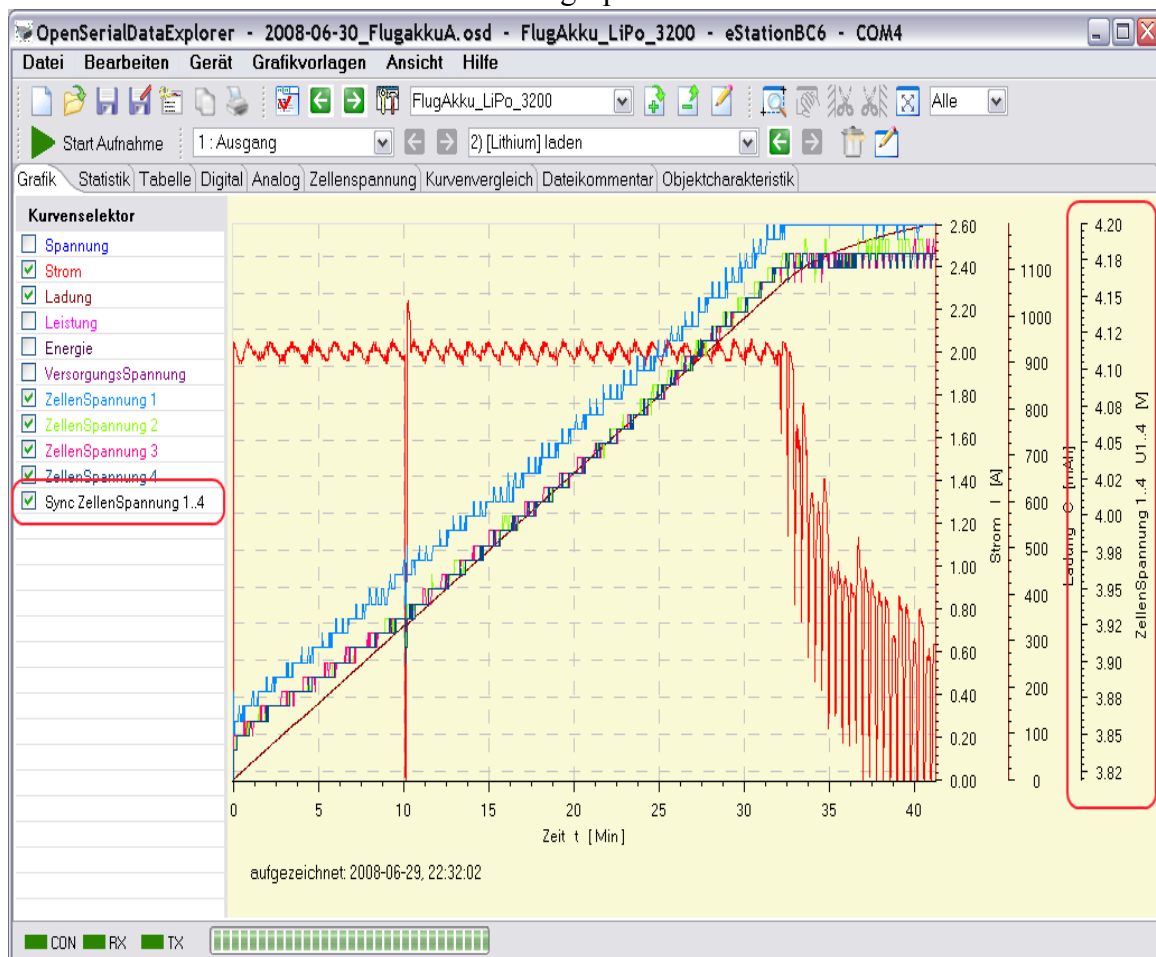 OpenSerialDataExplorer - 2008-06-30_FlugakkuA.osd - FlugAkku_LiPo_3200 - eStationBC6 - COM4
Datei Bearbeiten Gerät Grafikvorlagen Ansicht Hilfe
FlugAkku_LiPo_3200 Alle
Start Aufnahme 1 : Ausgang 2) [Lithium] laden
Grafik Statistik Tabelle Digital Analog Zellenspannung Kurvenvergleich Dateikommentar Objektcharakteristik
Kurvenselektor
Spannung
Strom
Ladung
Leistung
Energie
VersorgungsSpannung
ZellenSpannung 1
ZellenSpannung 2
ZellenSpannung 3
ZellenSpannung 4
Sync ZellenSpannung 1..4
2.60
2.40
2.20
2.00
1.80
1.60
1.40
1.20
1.00
0.80
0.60
0.40
0.20
0.00
Strom I [A]
1100
1000
900
800
700
600
500
400
300
200
100
0
Ladung C [mAh]
4.20
4.18
4.15
4.12
4.10
4.08
4.05
4.02
4.00
3.98
3.95
3.92
3.90
3.88
3.85
3.82
ZellenSpannung 1..4 U1..4 [V]
0 5 10 15 20 25 30 35 40
Zeit t [Min]
aufgezeichnet: 2008-06-29, 22:32:02
CON RX TX